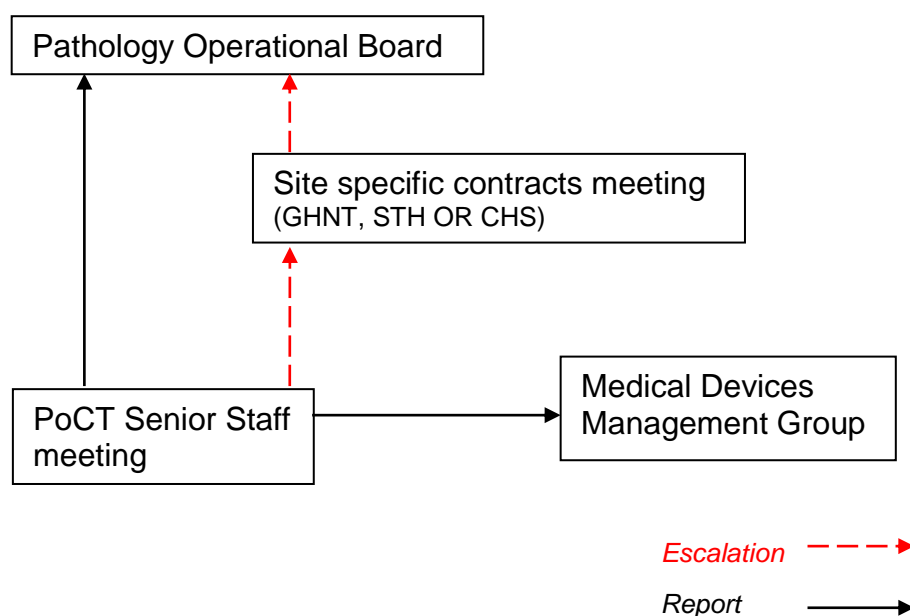 Pathology Operational Board
Site specific contracts meeting
(GHNT, STH OR CHS)
PoCT Senior Staff
meeting
Medical Devices
Management Group
Escalation
Report